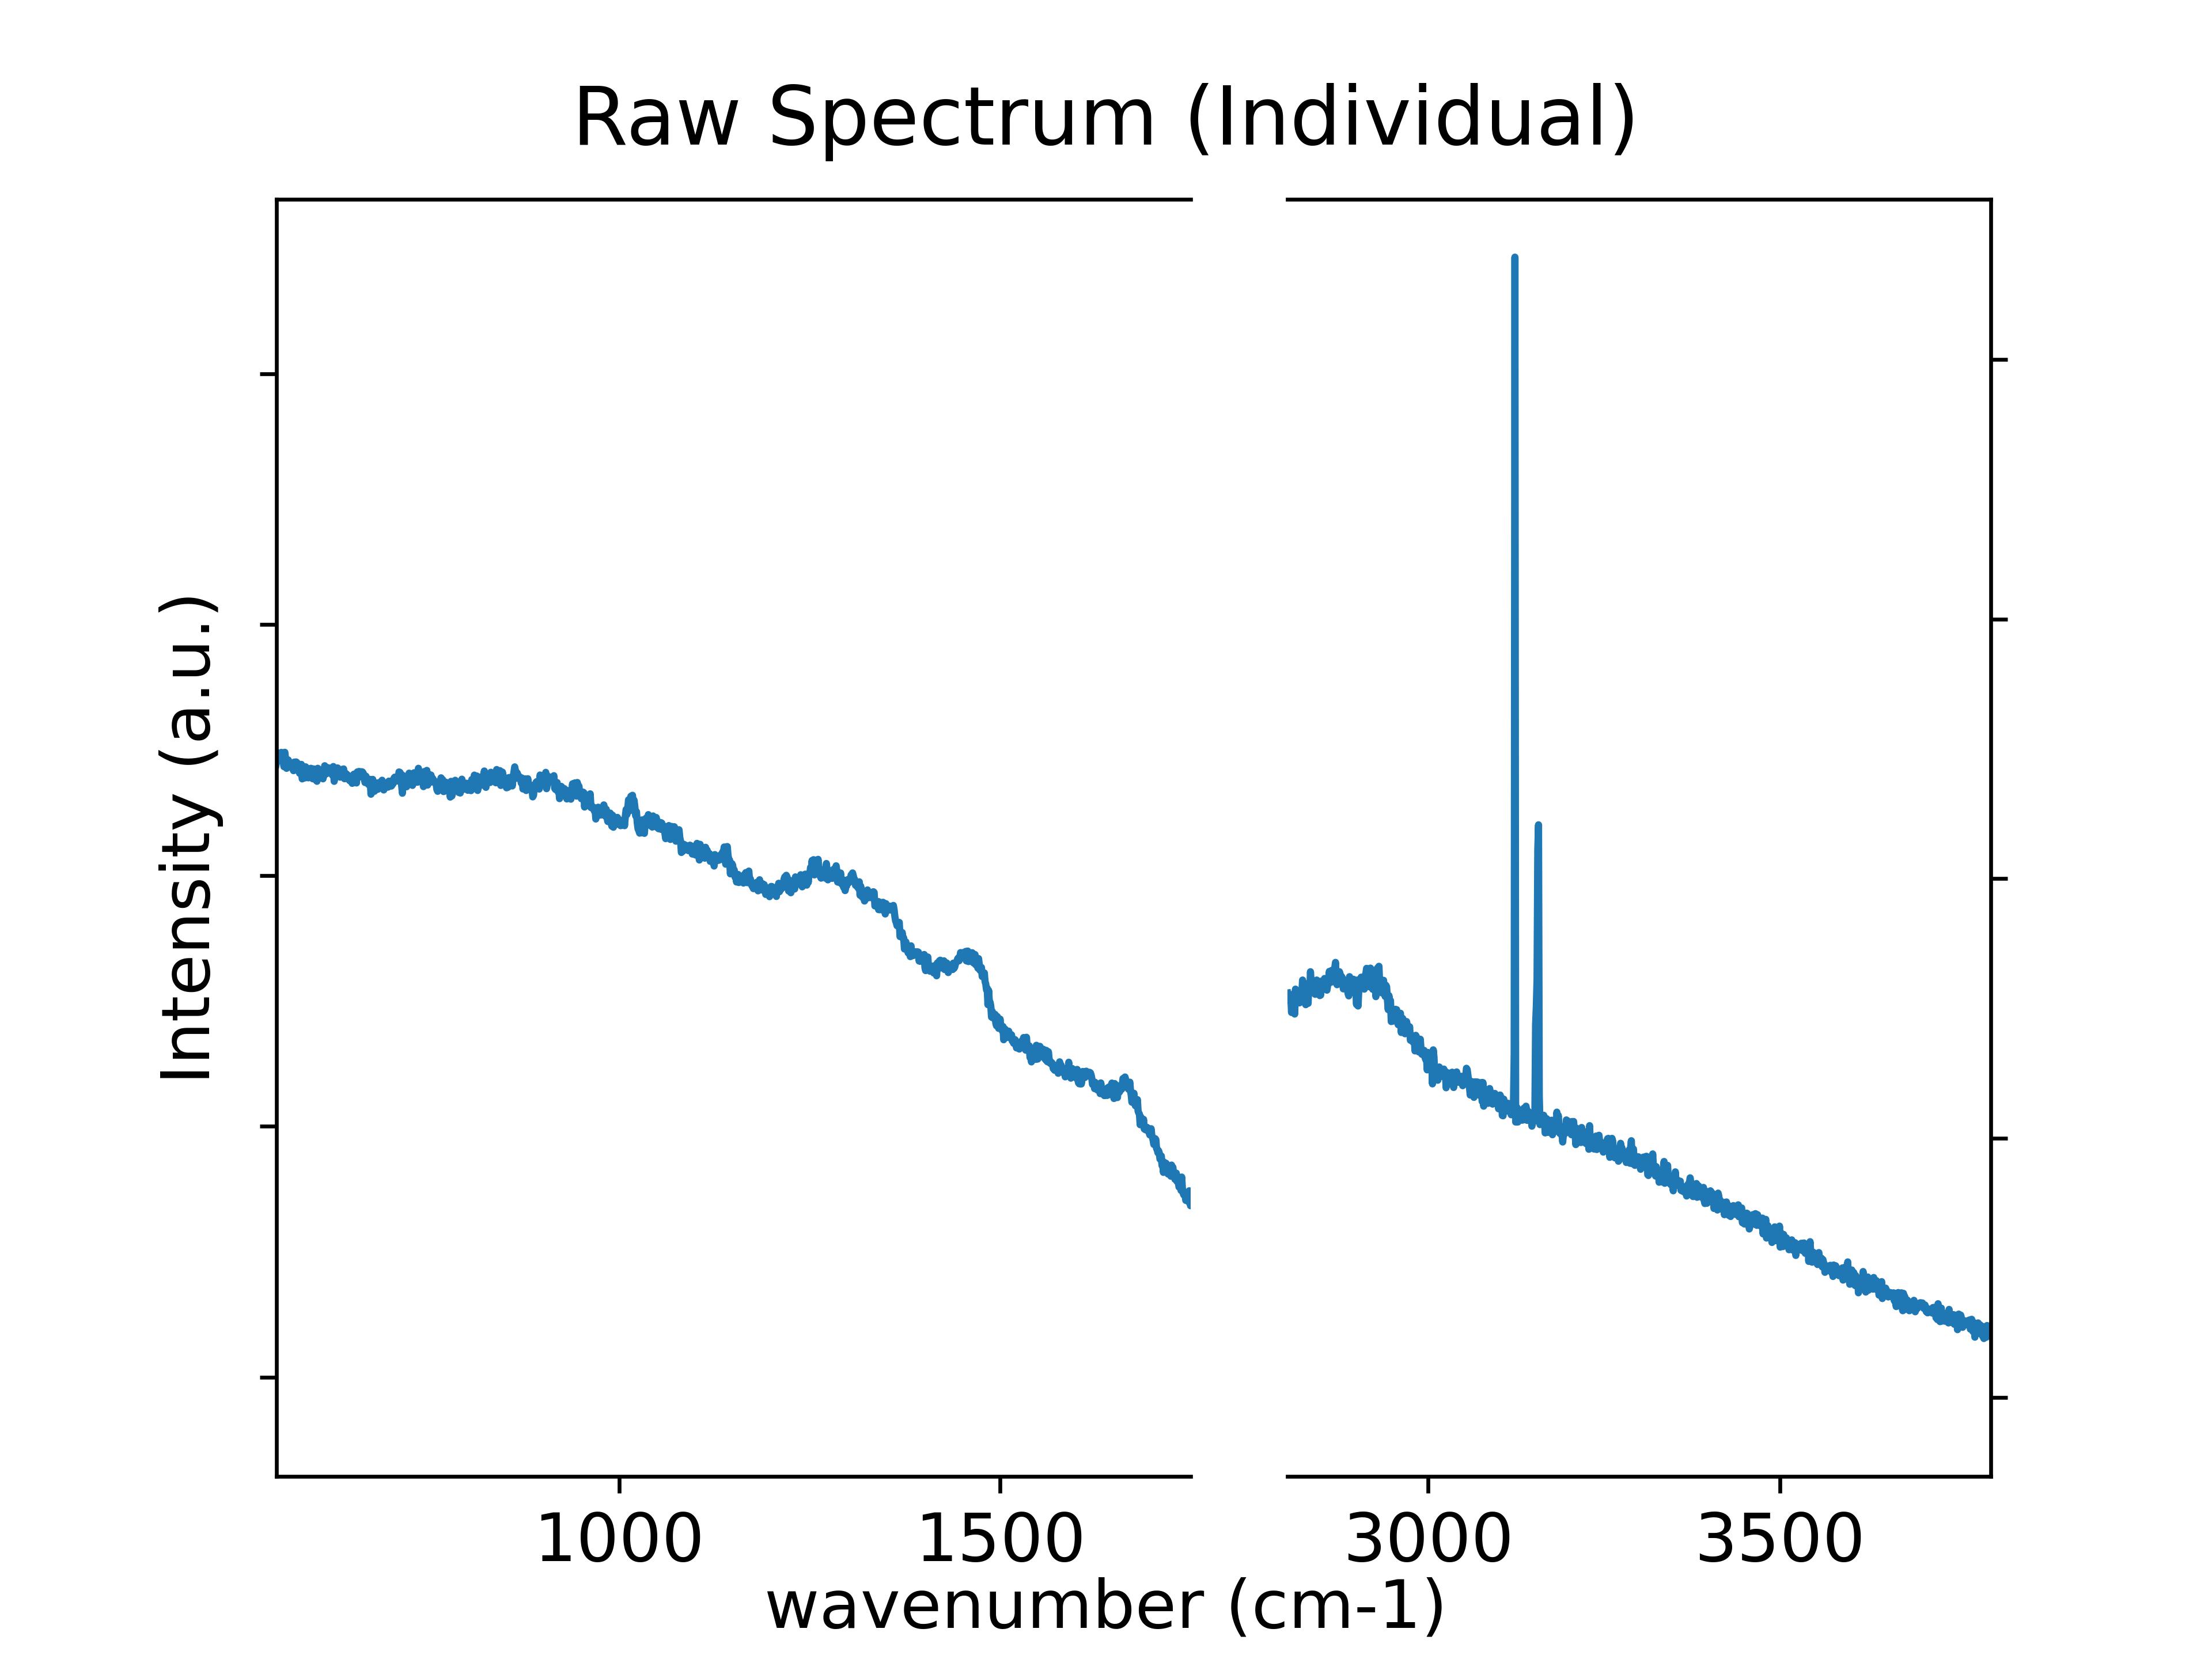 Raw Spectrum (Individual)
Intensity (a.u.)
1000 1500 3000 3500
wavenumber (cm-1)